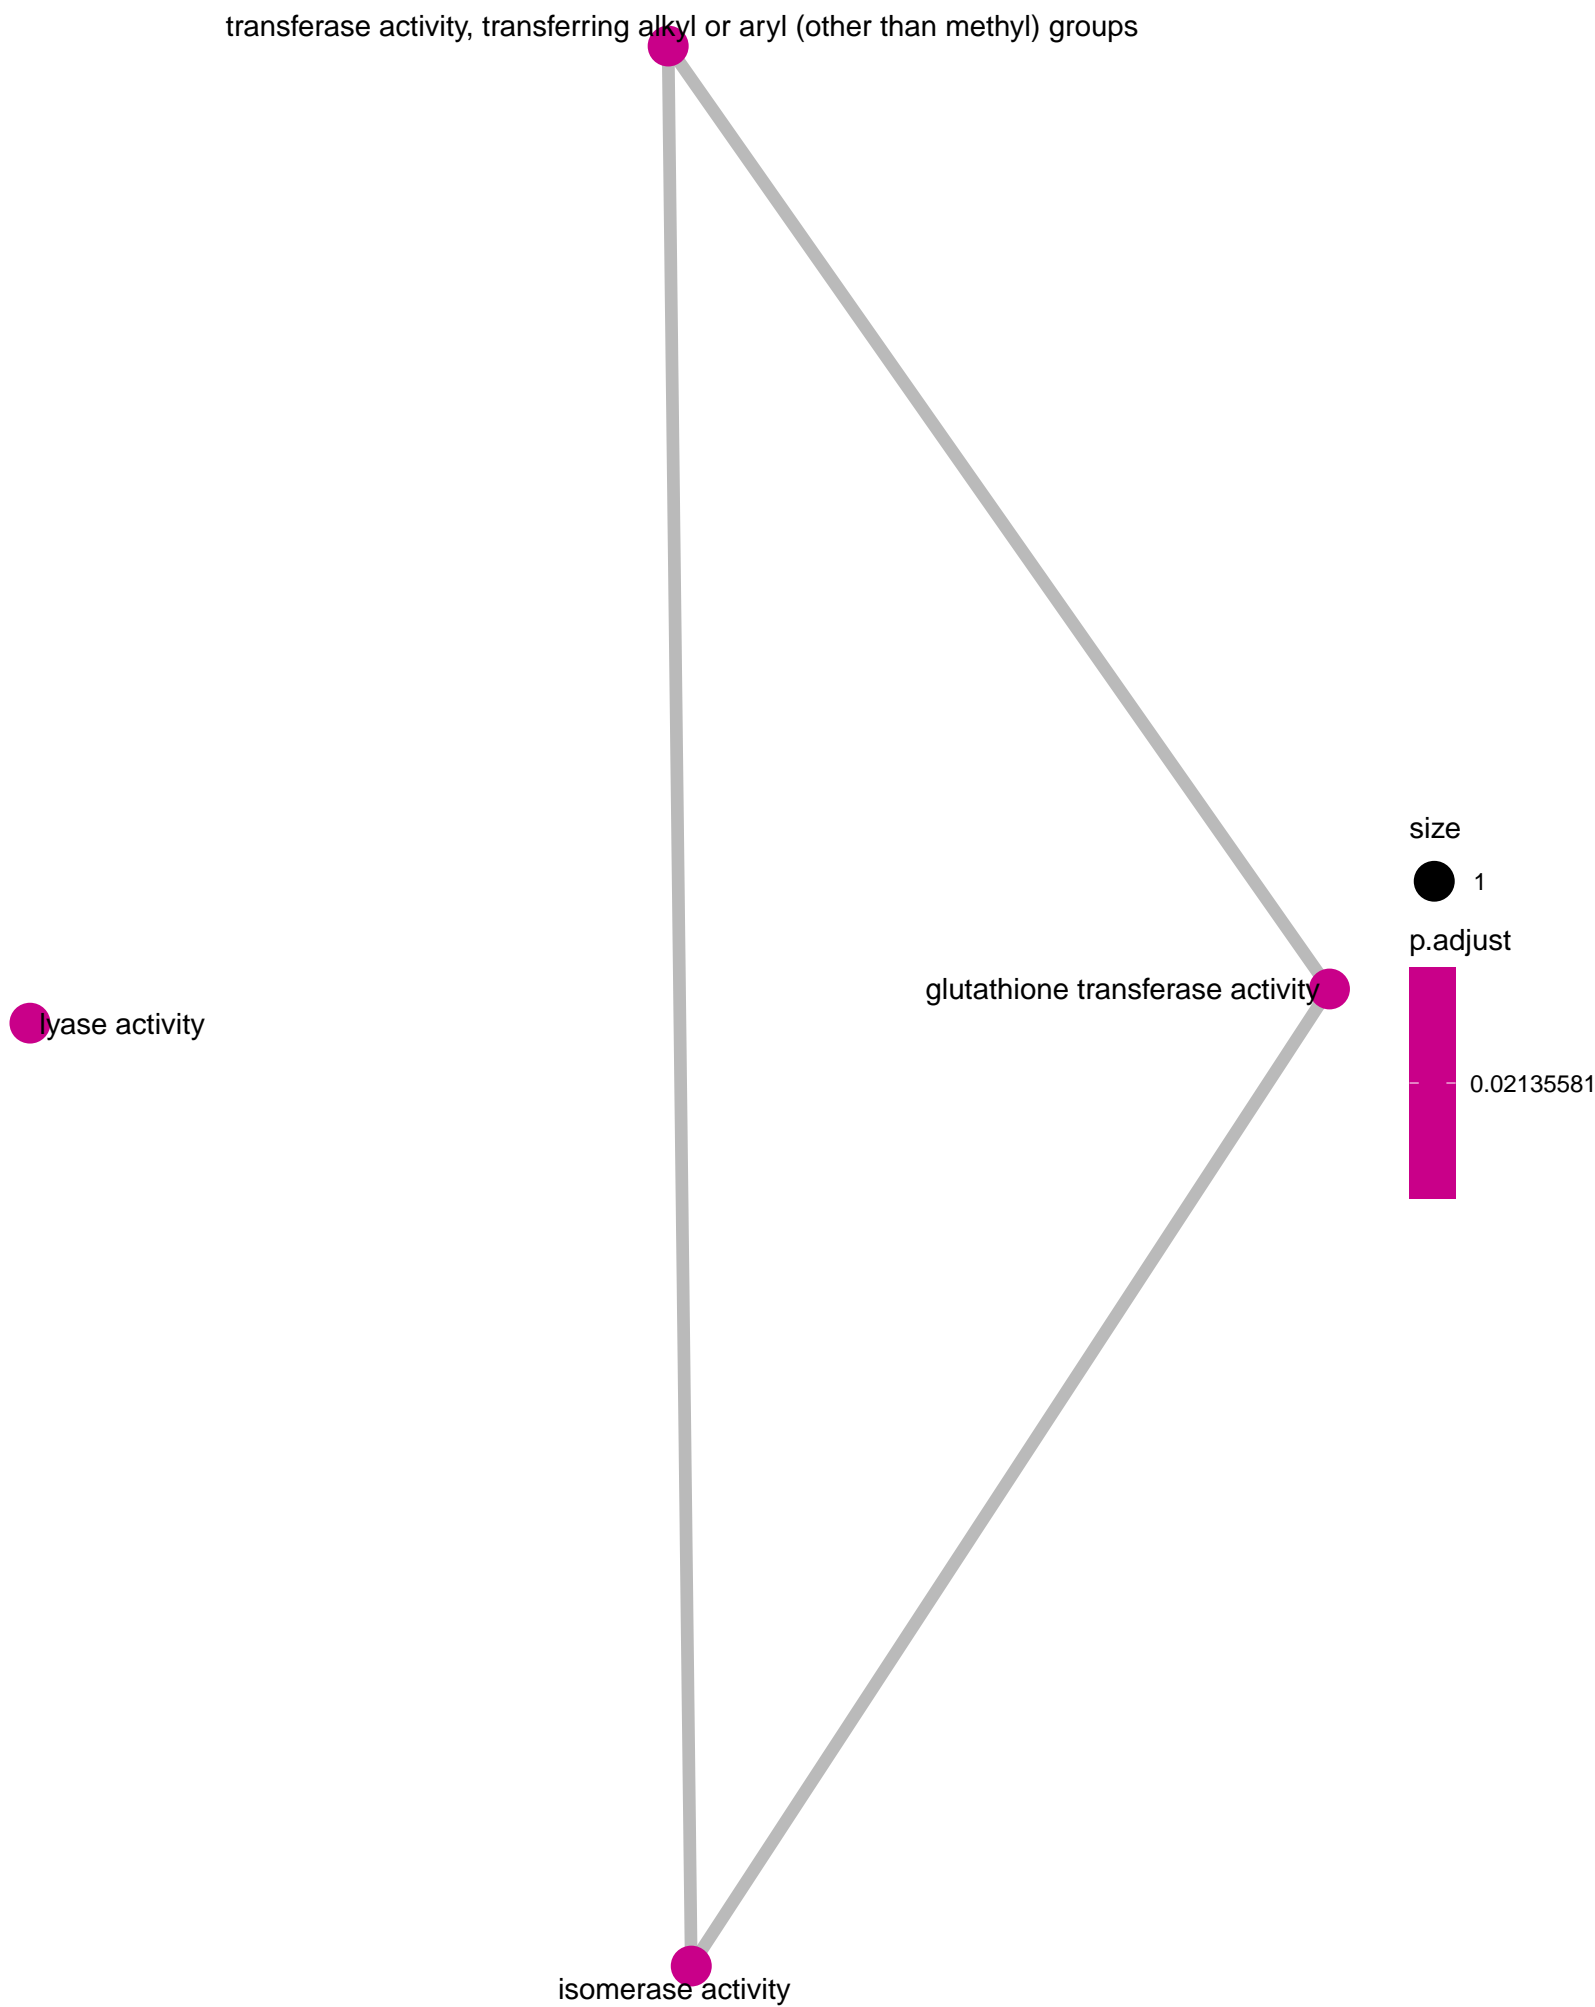 transferase activity, transferring alkyl or aryl (other than methyl) groups
size
1
p.adjust
glutathione transferase activity
lyase activity
0.02135581
isomerase activity